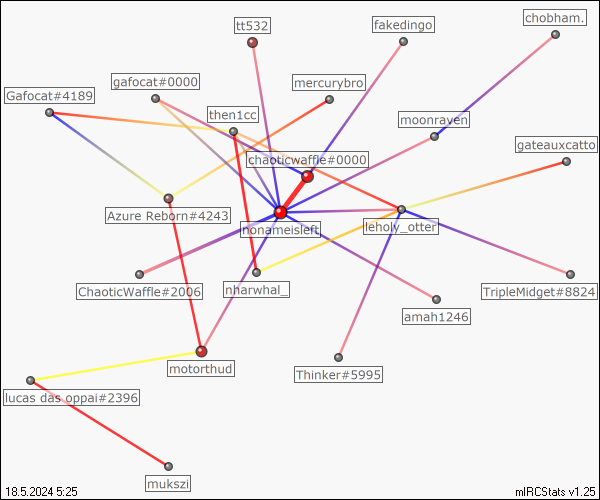 chobham.
tt532
fakedingo
gafocat#0000
mercurybro
Gafocat#4189
then1cc
moonraven
gateauxcatto
chaoticwaffle#0000
Azure Reborn#4243
nonameisleft
leholy_otter
ChaoticWaffle#2006
nharwhal_
TripleMidget#8824
amah1246
motorthud
Thinker#5995
lucas das oppai#2396
mukszi
18.5.2024 5:25
mIRCStats v1.25